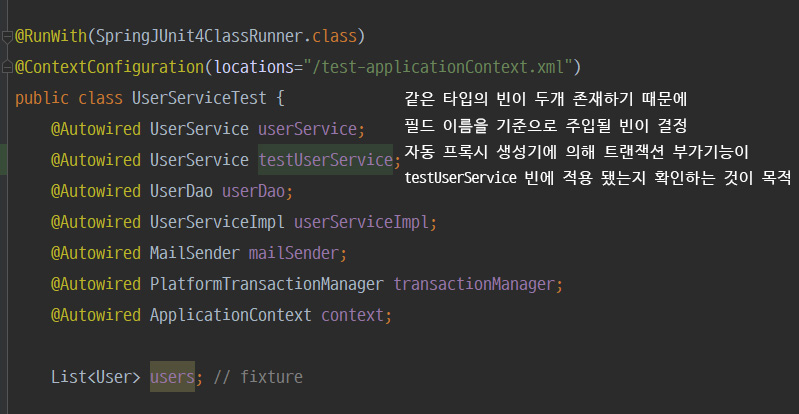 @RunWith(SpringJUnit4ClassRunner.class)
@ContextConfiguration(locations="/test-applicationContext.xml")
public class UserServiceTest {
같은 타입의 빈이 두개 존재하기 때문에
@Autowired UserService userService;
필드 이름을 기준으로 주입될 빈이 결정
@Autowired UserService testUserService;
자동 프록시 생성기에 의해 트랜잭션 부가기능이
testUserService 빈에 적용 됐는지 확인하는 것이 목적
@Autowired UserDao userDao;
@Autowired UserServiceImpl userServiceImpl;
@Autowired MailSender mailSender;
@Autowired PlatformTransactionManager transactionManager;
@Autowired ApplicationContext context;
List<User> users; // fixture